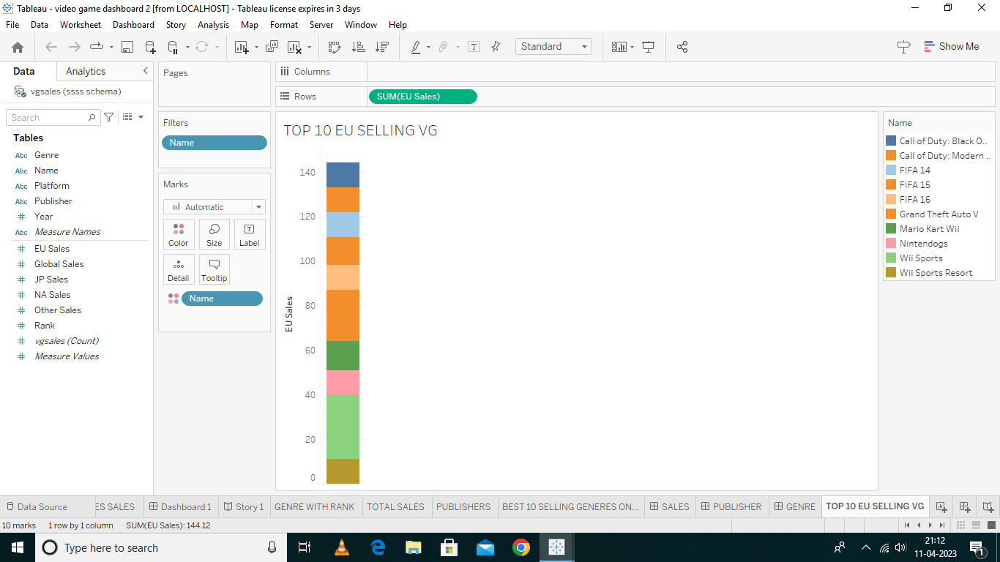 Tableau - video game dashboard 2 [from LOCALHOST] - Tableau license expires in 3 days
File Data Worksheet Dashboard Story Analysis Map Format Server Window Help
Standard
Show Me
Data Analytics
vgsales (ssss schema)
Search
Tables
Abc Genre
Abc Name
Abc Platform
Abc Publisher
Year
Abc Measure Names
EU Sales
Global Sales
JP Sales
NA Sales
Other Sales
Rank
vgsales (Count)
Measure Values
Pages
Filters
Name
Marks
Automatic
Color Size Label
Detail Tooltip
Name
Columns
Rows SUM(EU Sales)
TOP 10 EU SELLING VG
140
120
100
80
60
40
20
0
EU Sales
Name
Call of Duty: Black O..
Call of Duty: Modern ..
FIFA 14
FIFA 15
FIFA 16
Grand Theft Auto V
Mario Kart Wii
Nintendogs
Wii Sports
Wii Sports Resort
Data Source ES SALES Dashboard 1 Story 1 GENRE WITH RANK TOTAL SALES PUBLISHERS BEST 10 SELLING GENERES ON... SALES PUBLISHER GENRE TOP 10 EU SELLING VG
10 marks 1 row by 1 column SUM(EU Sales): 144.12
Type here to search
21:12
11-04-2023
1